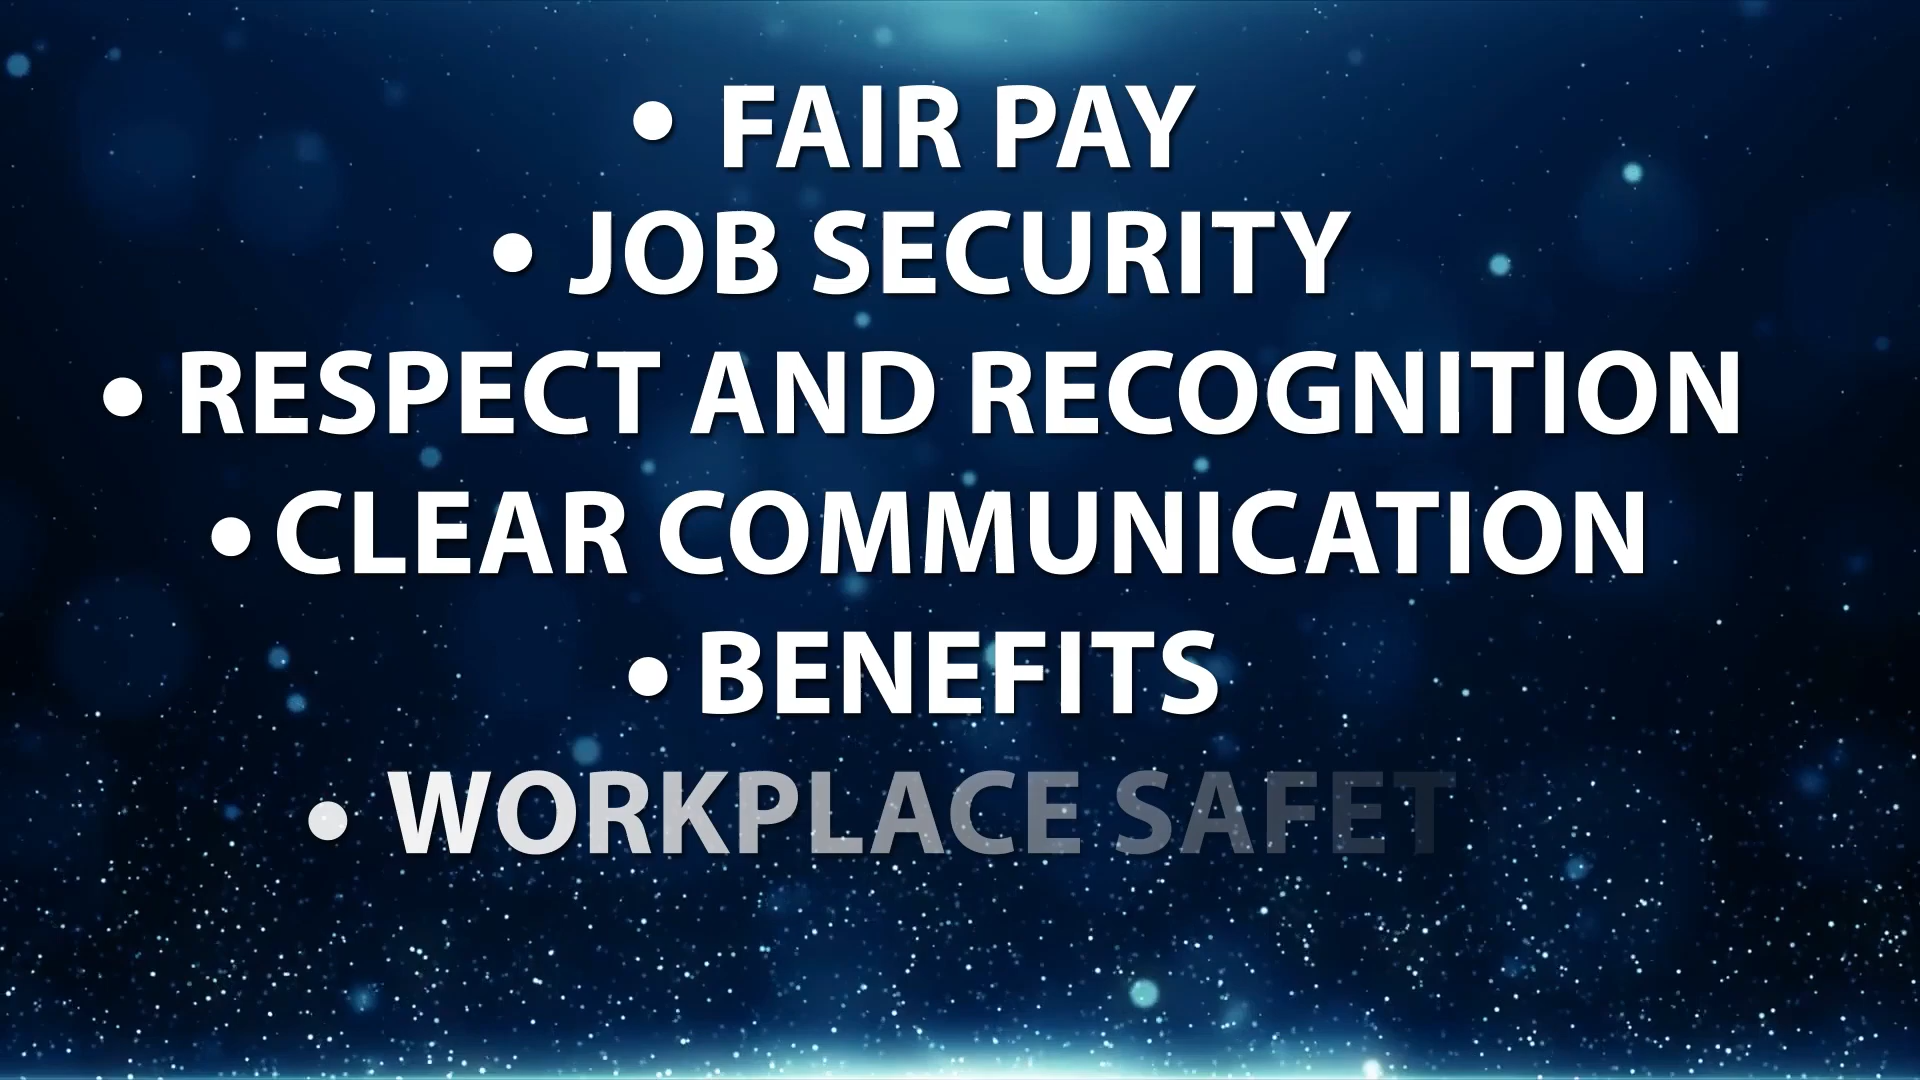 • FAIR PAY
• JOB SECURITY
• RESPECT AND RECOGNITION
• CLEAR COMMUNICATION
• BENEFITS
• WORKPLACE SAFET